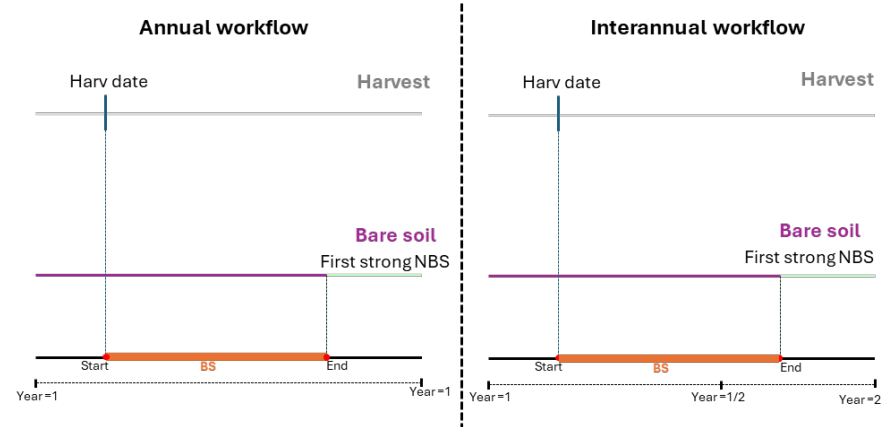 Annual workflow
Harv date
Harvest
Bare soil
First strong NBS
Start
BS
End
Year=1
Year=1
Interannual workflow
Harv date
Harvest
Bare soil
First strong NBS
Start
BS
End
Year=1
Year=1/2
Year=2